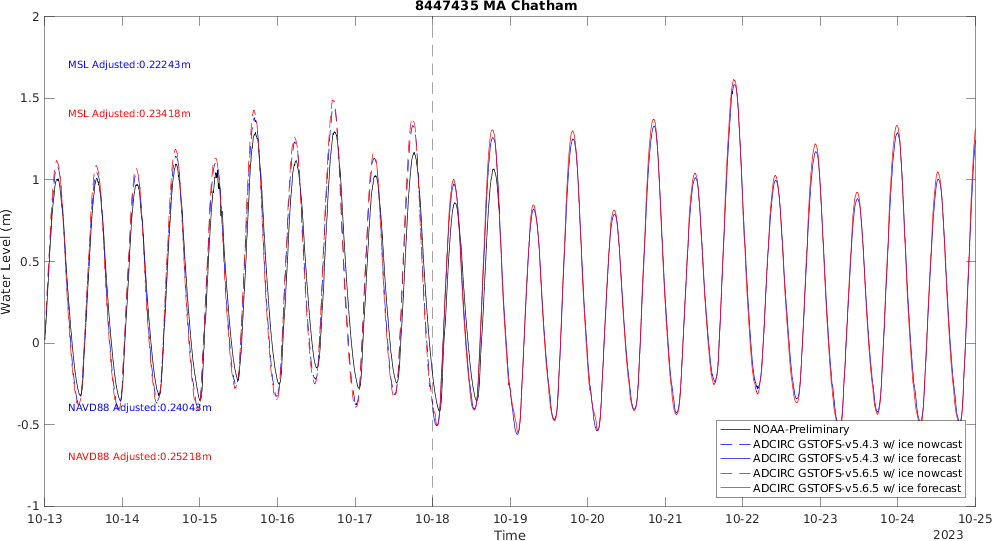 8447435 MA Chatham
2
1.5
1
0.5
0
-0.5
-1
Water Level (m)
MSL Adjusted:0.22243m
MSL Adjusted:0.23418m
NAVD88 Adjusted:0.24043m
NAVD88 Adjusted:0.25218m
NOAA-Preliminary
ADCIRC GSTOFS-v5.4.3 w/ ice nowcast
ADCIRC GSTOFS-v5.4.3 w/ ice forecast
ADCIRC GSTOFS-v5.6.5 w/ ice nowcast
ADCIRC GSTOFS-v5.6.5 w/ ice forecast
10-13 10-14 10-15 10-16 10-17 10-18 10-19 10-20 10-21 10-22 10-23 10-24 10-25
Time
2023